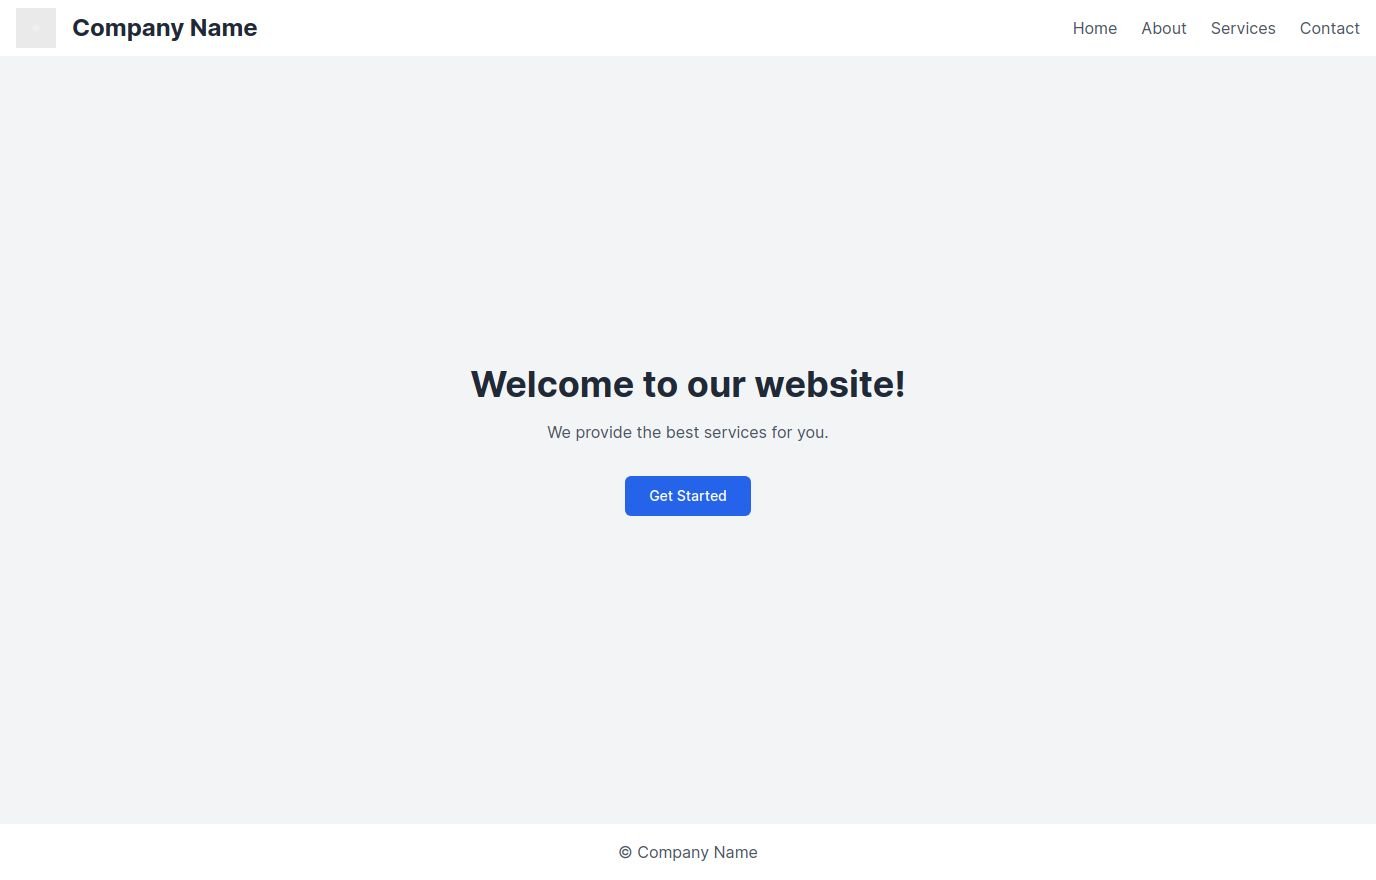 Company Name
Home About Services Contact
Welcome to our website!
We provide the best services for you.
Get Started
© Company Name